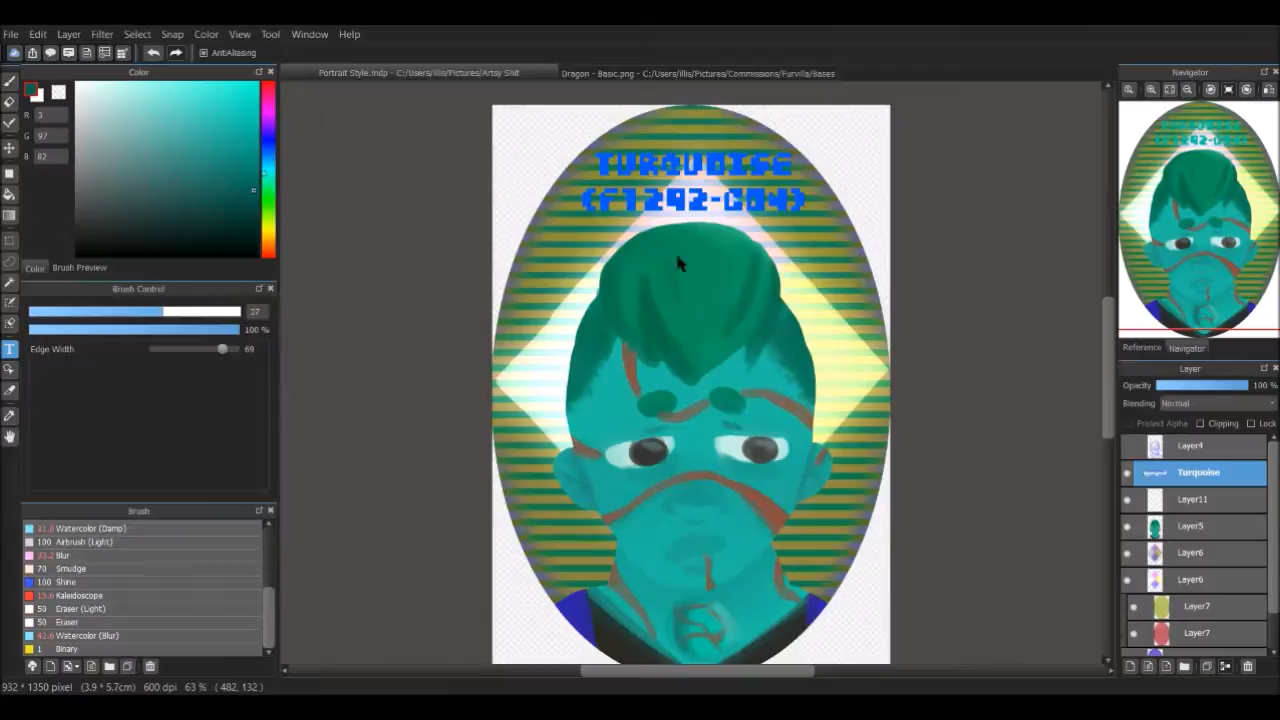 File Edit Layer Filter Select Snap Color View Tool Window Help
AntiAliasing
Color
Portrait Style.mdp - C:/Users/illis/Pictures/Artsy Shit
Dragon - Basic.png - C:/Users/illis/Pictures/Commissions/Furvilla/Bases
Navigator
R 3
G 97
B 82
TURQUOISE
(F1292-G04)
Color Brush Preview
Brush Control
37
100 %
Edge Width 69
Reference Navigator
Layer
Opacity 100 %
Blending Normal
Protect Alpha Clipping Lock
Layer4
Turquoise
Layer11
Layer5
Layer6
Layer6
Layer7
Layer7
Brush
21.8 Watercolor (Damp)
100 Airbrush (Light)
33.2 Blur
70 Smudge
100 Shine
15.6 Kaleidoscope
50 Eraser (Light)
50 Eraser
42.6 Watercolor (Blur)
1 Binary
932 * 1350 pixel (3.9 * 5.7cm) 600 dpi 63 % ( 482, 132 )